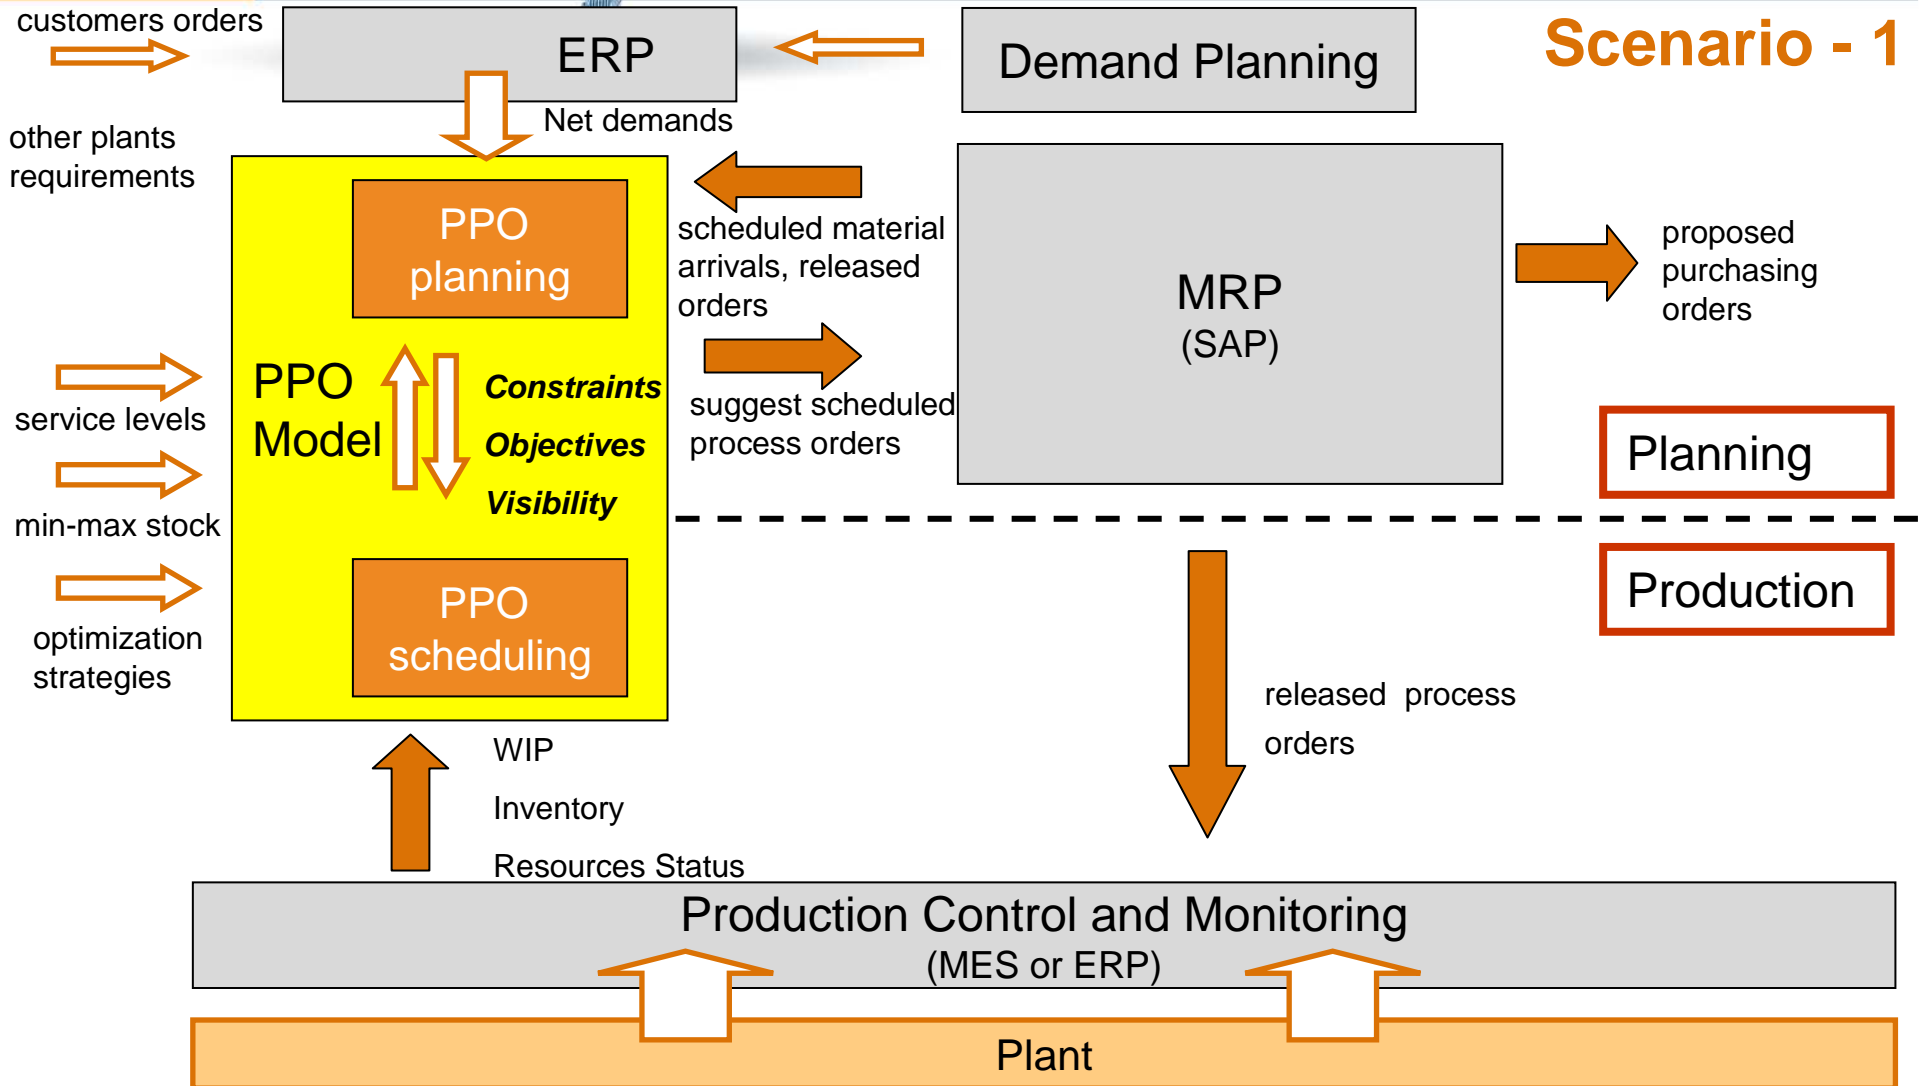 customers orders
ERP
Demand Planning
Scenario - 1
Net demands
other plants
requirements
PPO
planning
scheduled material
arrivals, released
orders
MRP
(SAP)
proposed
purchasing
orders
service levels
PPO
Model
Constraints
Objectives
Visibility
suggest scheduled
process orders
Planning
min-max stock
Production
optimization
strategies
PPO
scheduling
released process
orders
WIP
Inventory
Resources Status
Production Control and Monitoring
(MES or ERP)
Plant